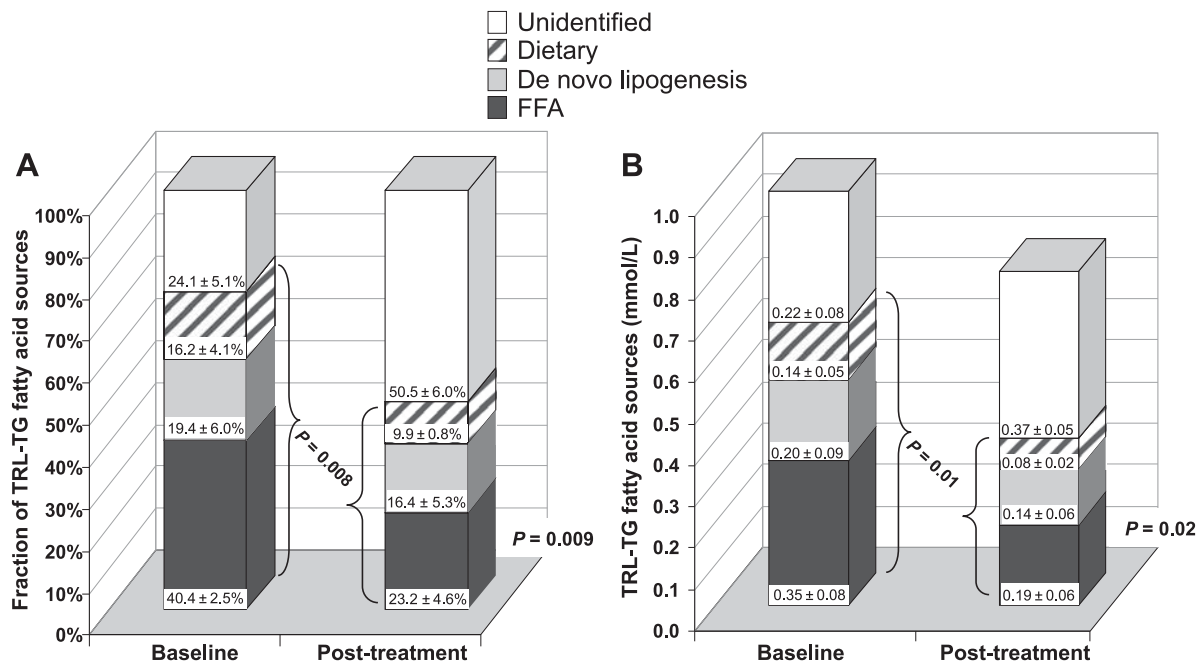 Unidentified
Dietary
De novo lipogenesis
FFA
A
Fraction of TRL-TG fatty acid sources
100%
90%
80%
70%
60%
50%
40%
30%
20%
10%
0%
24.1 ± 5.1%
16.2 ± 4.1%
19.4 ± 6.0%
40.4 ± 2.5%
P = 0.008
50.5 ± 6.0%
9.9 ± 0.8%
16.4 ± 5.3%
23.2 ± 4.6%
P = 0.009
Baseline
Post-treatment
B
TRL-TG fatty acid sources (mmol/L)
1.0
0.9
0.8
0.7
0.6
0.5
0.4
0.3
0.2
0.1
0.0
0.22 ± 0.08
0.14 ± 0.05
0.20 ± 0.09
0.35 ± 0.08
P = 0.01
0.37 ± 0.05
0.08 ± 0.02
0.14 ± 0.06
0.19 ± 0.06
P = 0.02
Baseline
Post-treatment